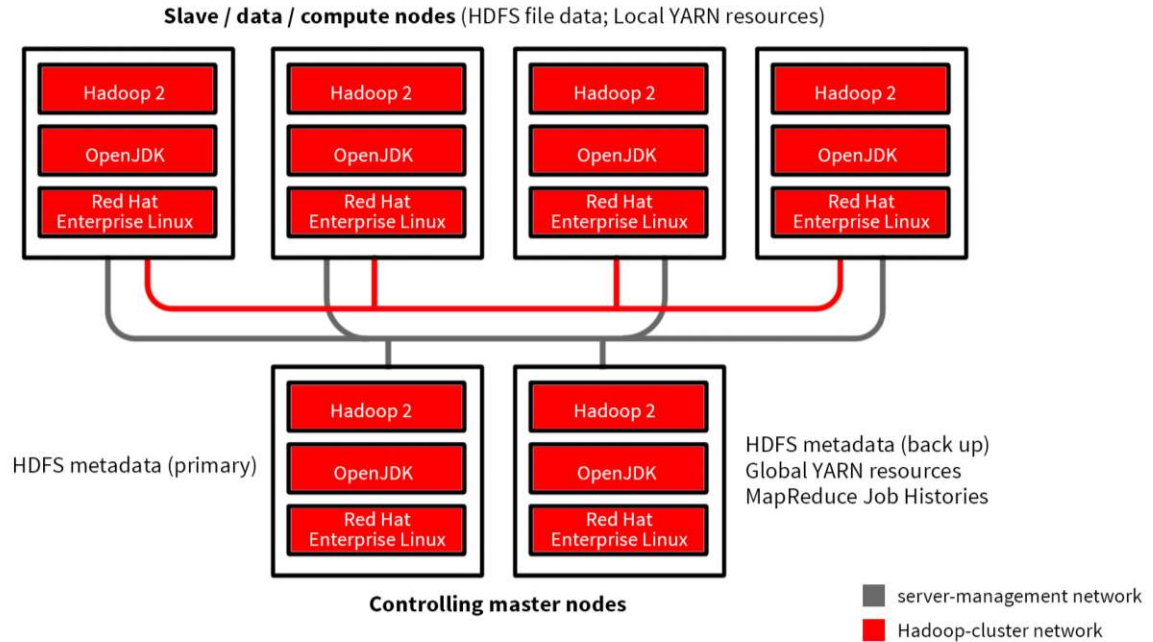 Slave / data / compute nodes (HDFS file data; Local YARN resources)
Hadoop 2
OpenJDK
Red Hat
Enterprise Linux
Hadoop 2
OpenJDK
Red Hat
Enterprise Linux
Hadoop 2
OpenJDK
Red Hat
Enterprise Linux
Hadoop 2
OpenJDK
Red Hat
Enterprise Linux
HDFS metadata (primary)
Hadoop 2
OpenJDK
Red Hat
Enterprise Linux
Hadoop 2
OpenJDK
Red Hat
Enterprise Linux
HDFS metadata (back up)
Global YARN resources
MapReduce Job Histories
Controlling master nodes
server-management network
Hadoop-cluster network